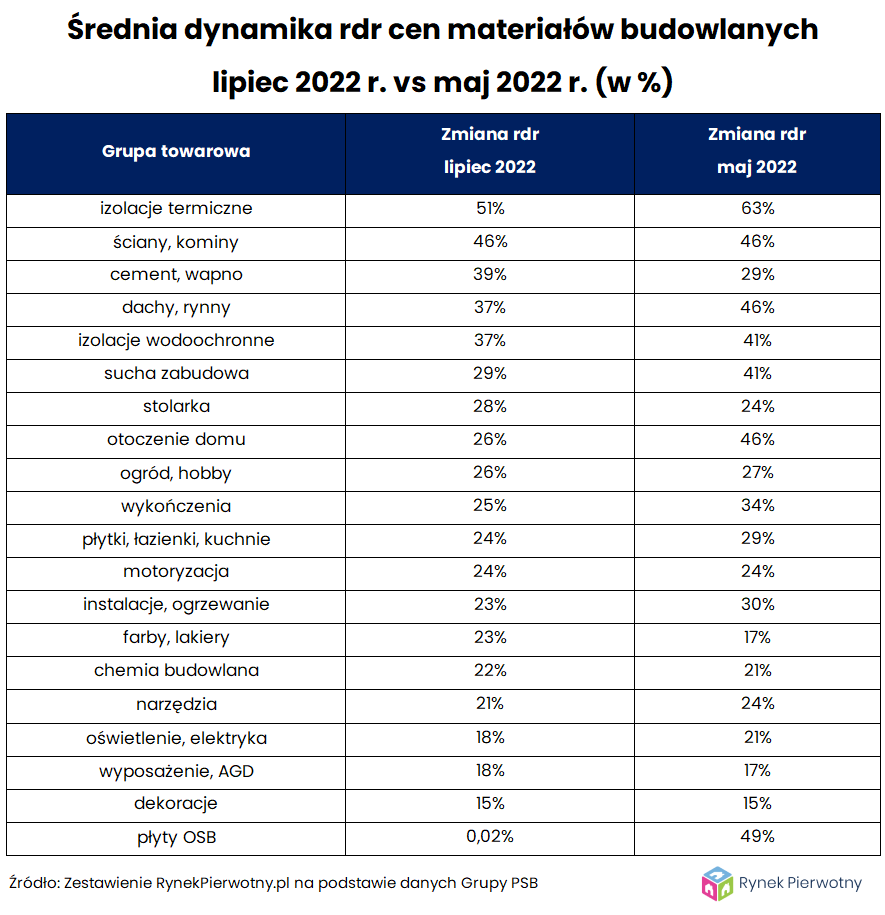 Średnia dynamika rdr cen materiałów budowlanych
lipiec 2022 r. vs maj 2022 r. (w %)
Grupa towarowa
Zmiana rdr
lipiec 2022
Zmiana rdr
maj 2022
izolacje termiczne 51% 63%
ściany, kominy 46% 46%
cement, wapno 39% 29%
dachy, rynny 37% 46%
izolacje wodoochronne 37% 41%
sucha zabudowa 29% 41%
stolarka 28% 24%
otoczenie domu 26% 46%
ogród, hobby 26% 27%
wykończenia 25% 34%
płytki, łazienki, kuchnie 24% 29%
motoryzacja 24% 24%
instalacje, ogrzewanie 23% 30%
farby, lakiery 23% 17%
chemia budowlana 22% 21%
narzędzia 21% 24%
oświetlenie, elektryka 18% 21%
wyposażenie, AGD 18% 17%
dekoracje 15% 15%
płyty OSB 0,02% 49%
Źródło: Zestawienie RynekPierwotny.pl na podstawie danych Grupy PSB
Rynek Pierwotny